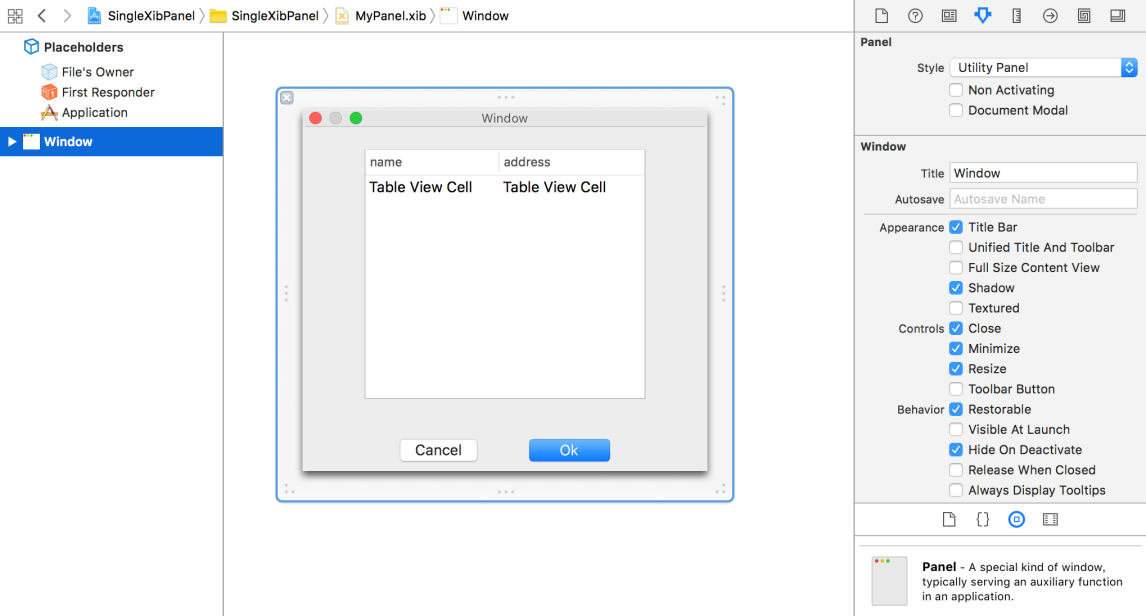 SingleXibPanel SingleXibPanel MyPanel.xib Window
Placeholders
File's Owner
First Responder
Application
Window
Window
name address
Table View Cell Table View Cell
Cancel Ok
Panel
Style Utility Panel
Non Activating
Document Modal
Window
Title Window
Autosave Autosave Name
Appearance Title Bar
Unified Title And Toolbar
Full Size Content View
Shadow
Textured
Controls Close
Minimize
Resize
Toolbar Button
Behavior Restorable
Visible At Launch
Hide On Deactivate
Release When Closed
Always Display Tooltips
{}
Panel - A special kind of window,
typically serving an auxiliary function
in an application.